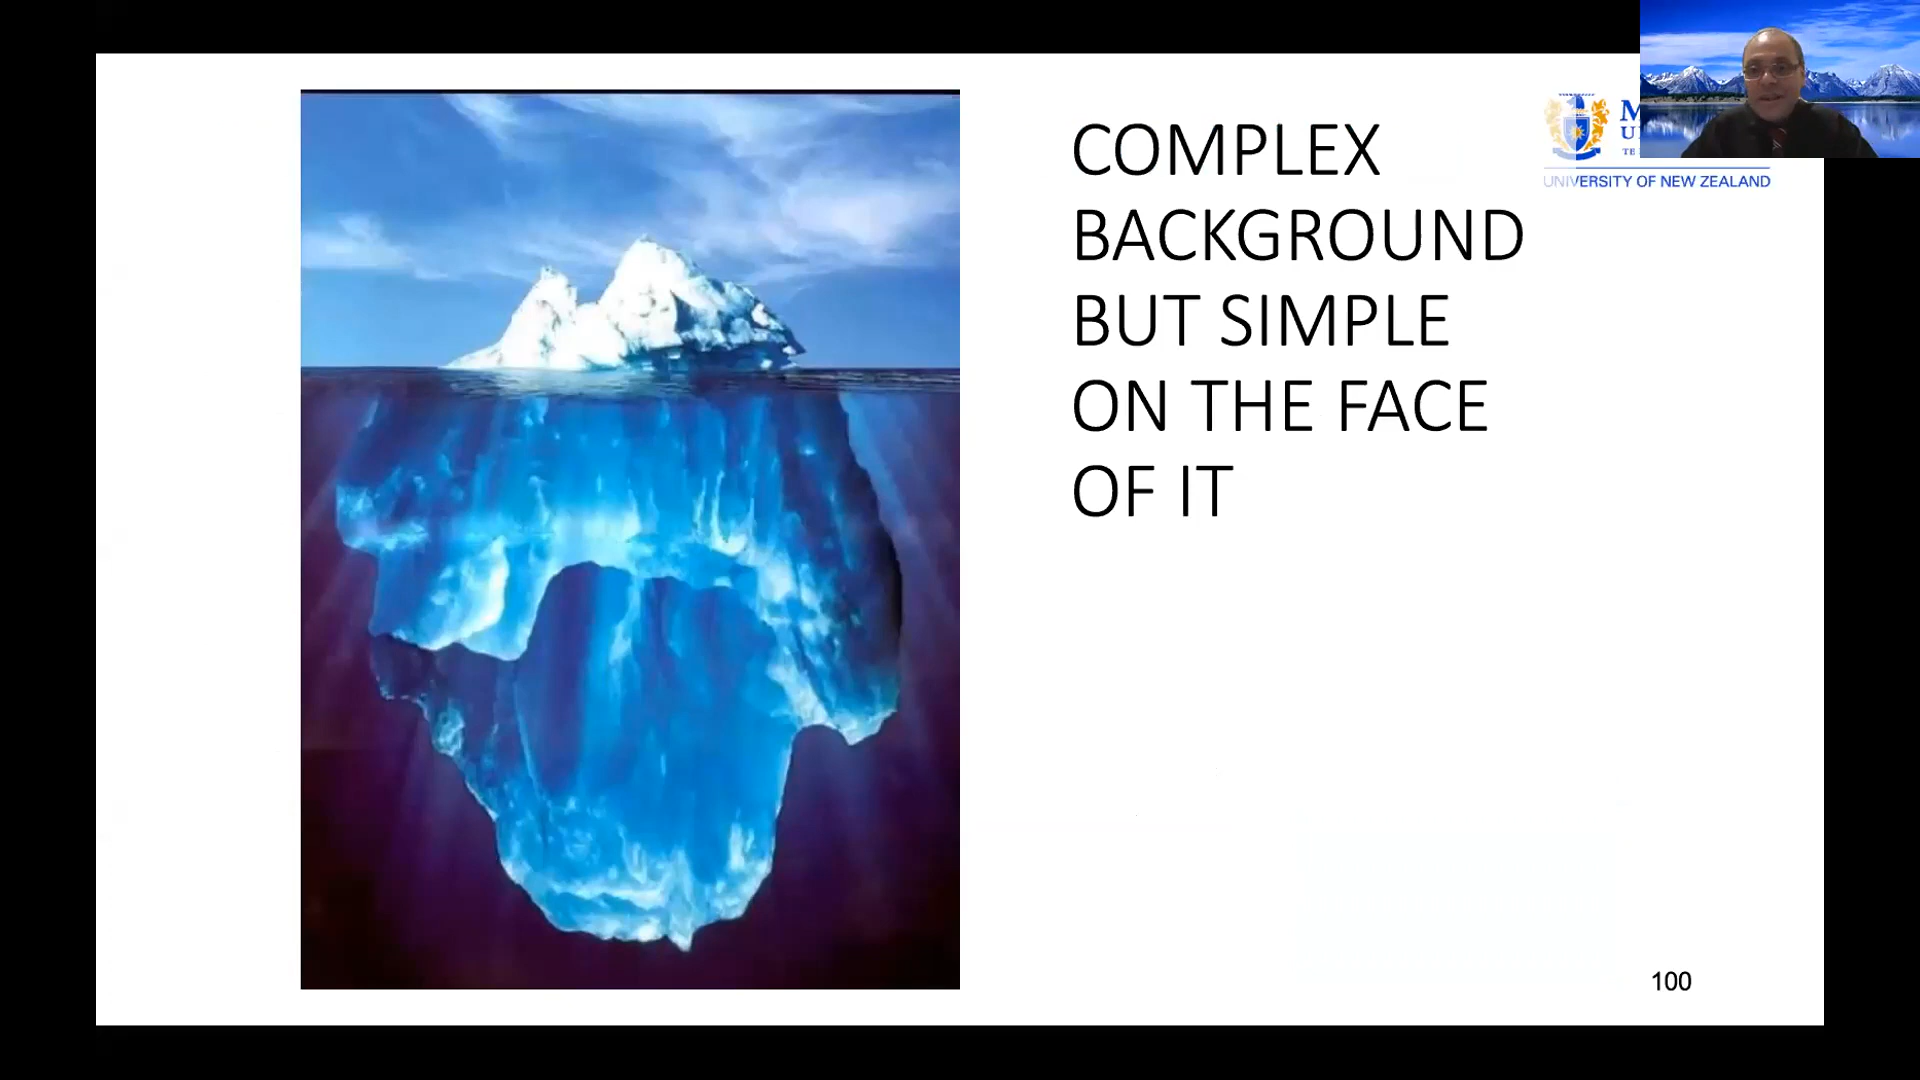 COMPLEX
BACKGROUND
BUT SIMPLE
ON THE FACE
OF IT
UNIVERSITY OF NEW ZEALAND
100